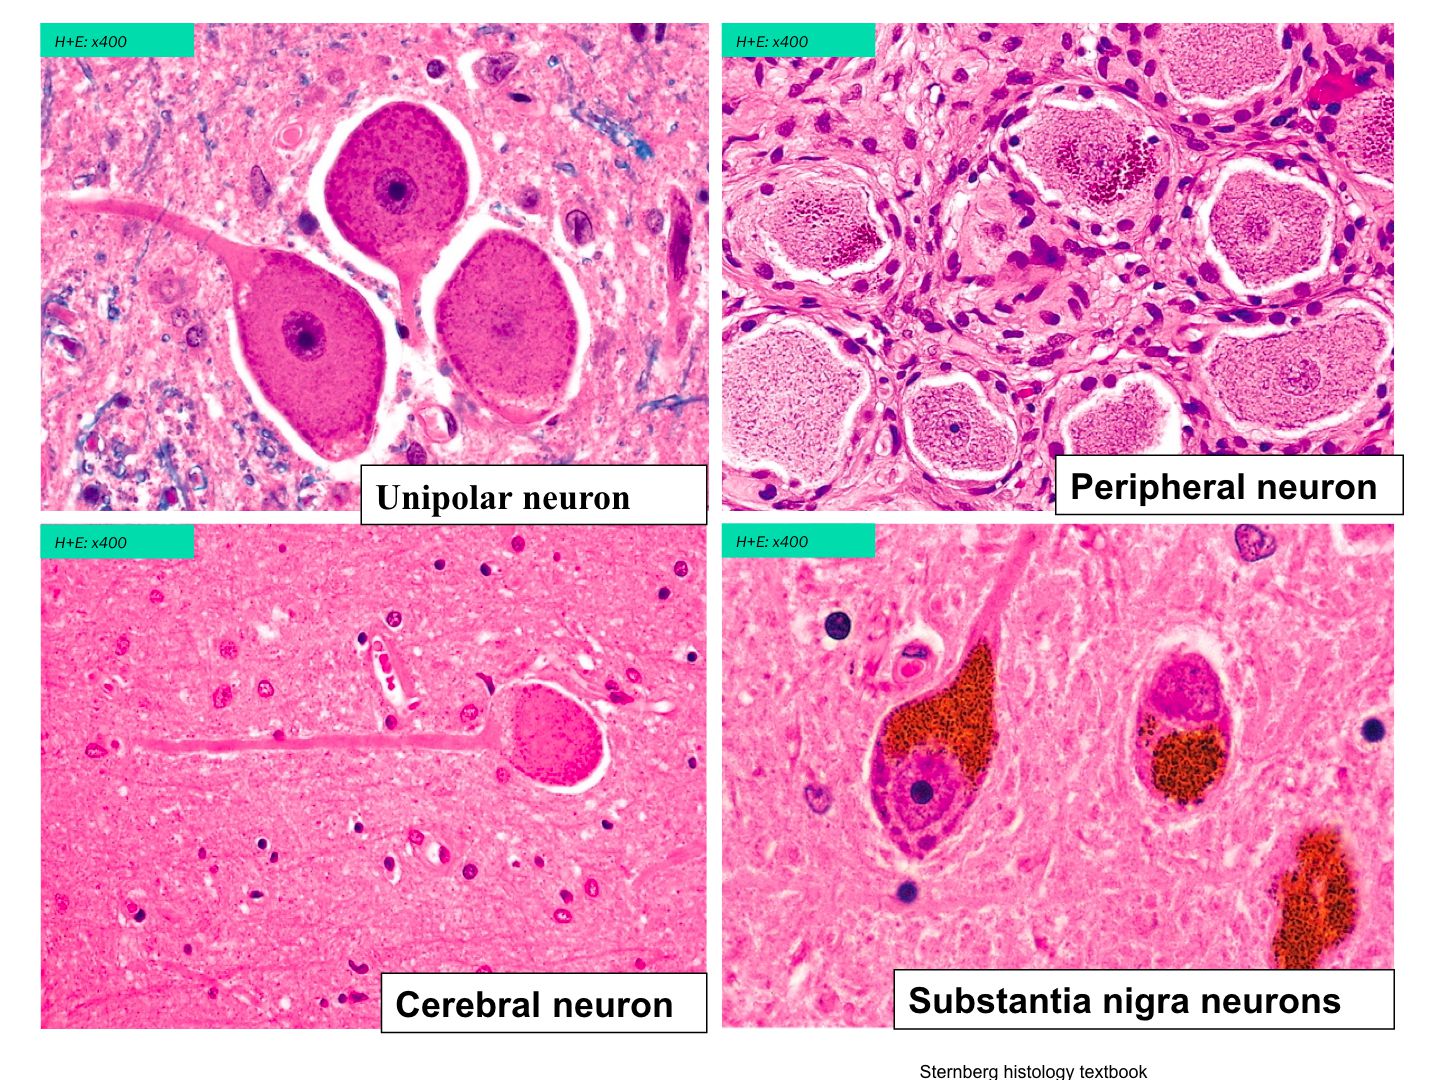 H+E: x400
H+E: x400
Unipolar neuron
Peripheral neuron
H+E: x400
H+E: x400
Cerebral neuron
Substantia nigra neurons
Sternberg histology textbook